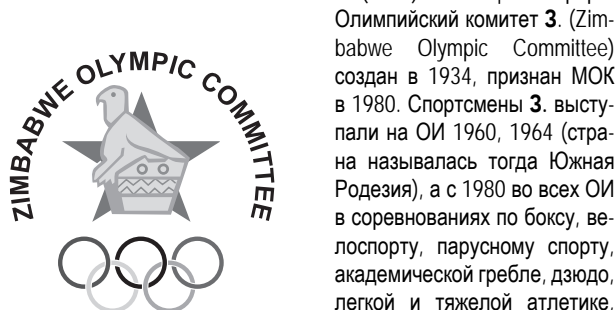 ZIMBABWE OLYMPIC COMMITTEE
Олимпийский комитет З. (Zim-
babwe Olympic Committee)
создан в 1934, признан МОК
в 1980. Спортсмены З. высту-
пали на ОИ 1960, 1964 (стра-
на называлась тогда Южная
Родезия), а с 1980 во всех ОИ
в соревнованиях по боксу, ве-
лоспорту, парусному спорту,
академической гребле, дзюдо,
легкой и тяжелой атлетике,